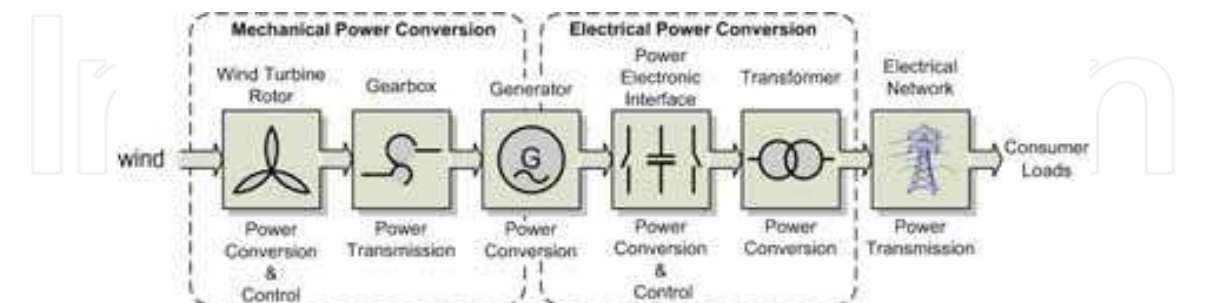 Mechanical Power Conversion
Electrical Power Conversion
Wind Turbine
Rotor
Gearbox
Generator
Power
Electronic
Interface
Transformer
Electrical
Network
wind
G
Consumer
Loads
Power
Conversion
&
Control
Power
Transmission
Power
Conversion
Power
Conversion
&
Control
Power
Conversion
Power
Transmission